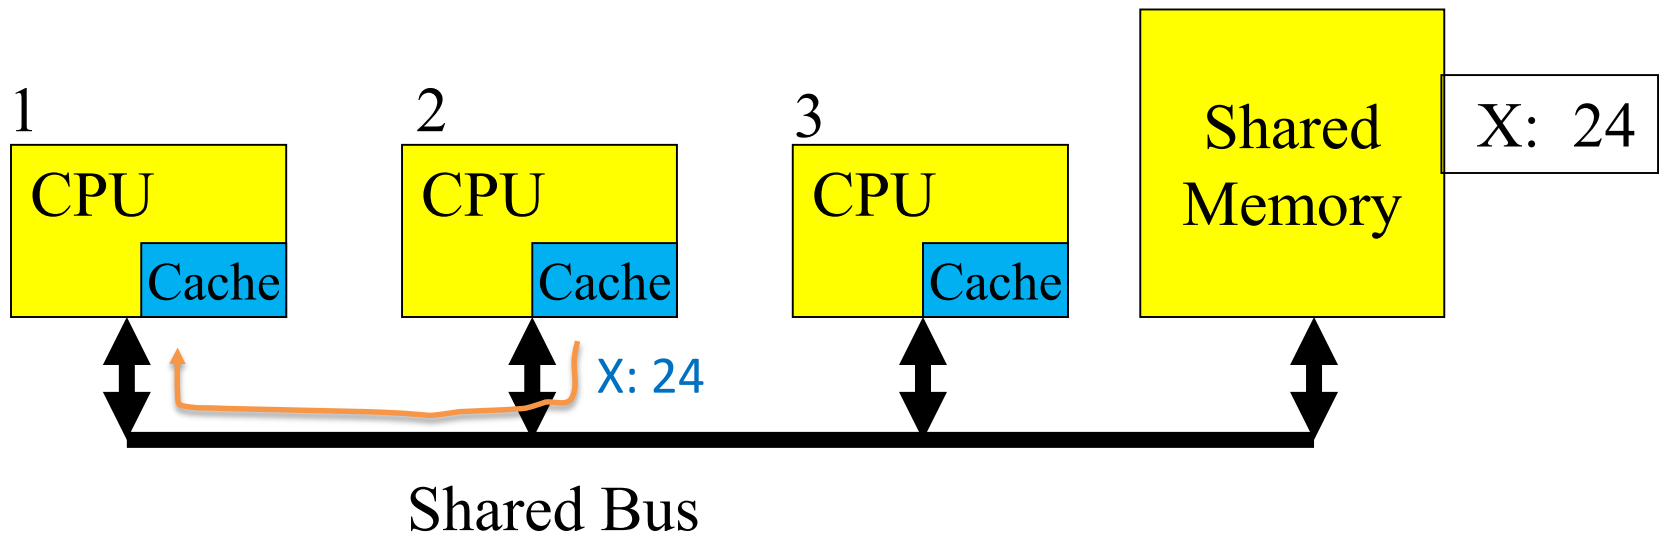 1
CPU
Cache
2
CPU
Cache
X: 24
3
CPU
Cache
Shared
Memory
X: 24
Shared Bus